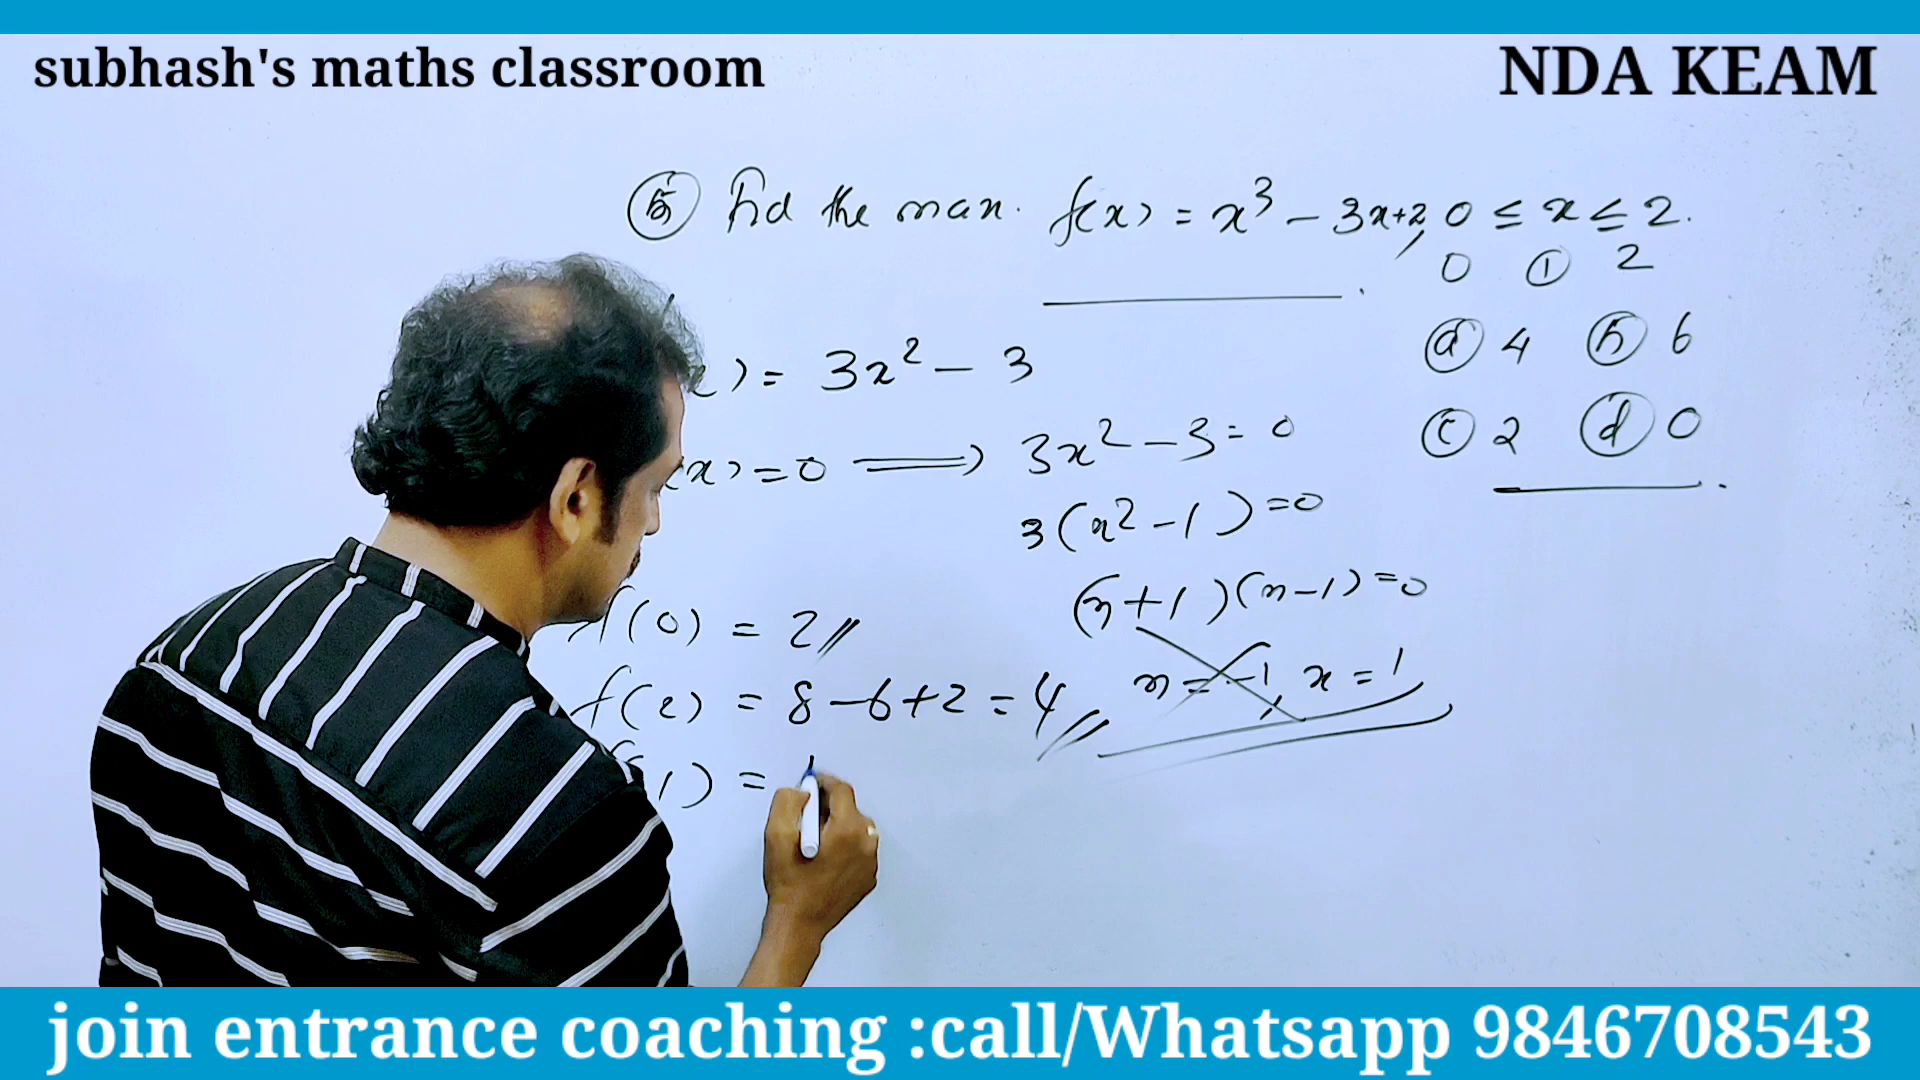 subhash's maths classroom
NDA KEAM
find the max. f(x) = x³ - 3x+2, 0 ≤ x ≤ 2.
0 ① 2
ⓐ 4 ⓑ 6
) = 3x² - 3
(x) = 0 ⟹ 3x² - 3 = 0
ⓒ 2 ⓓ 0
3(x² - 1) = 0
(x+1)(x-1) = 0
f(0) = 2
x = -1, x = 1
f(2) = 8 - 6 + 2 = 4
f(1) = 1
join entrance coaching :call/Whatsapp 9846708543